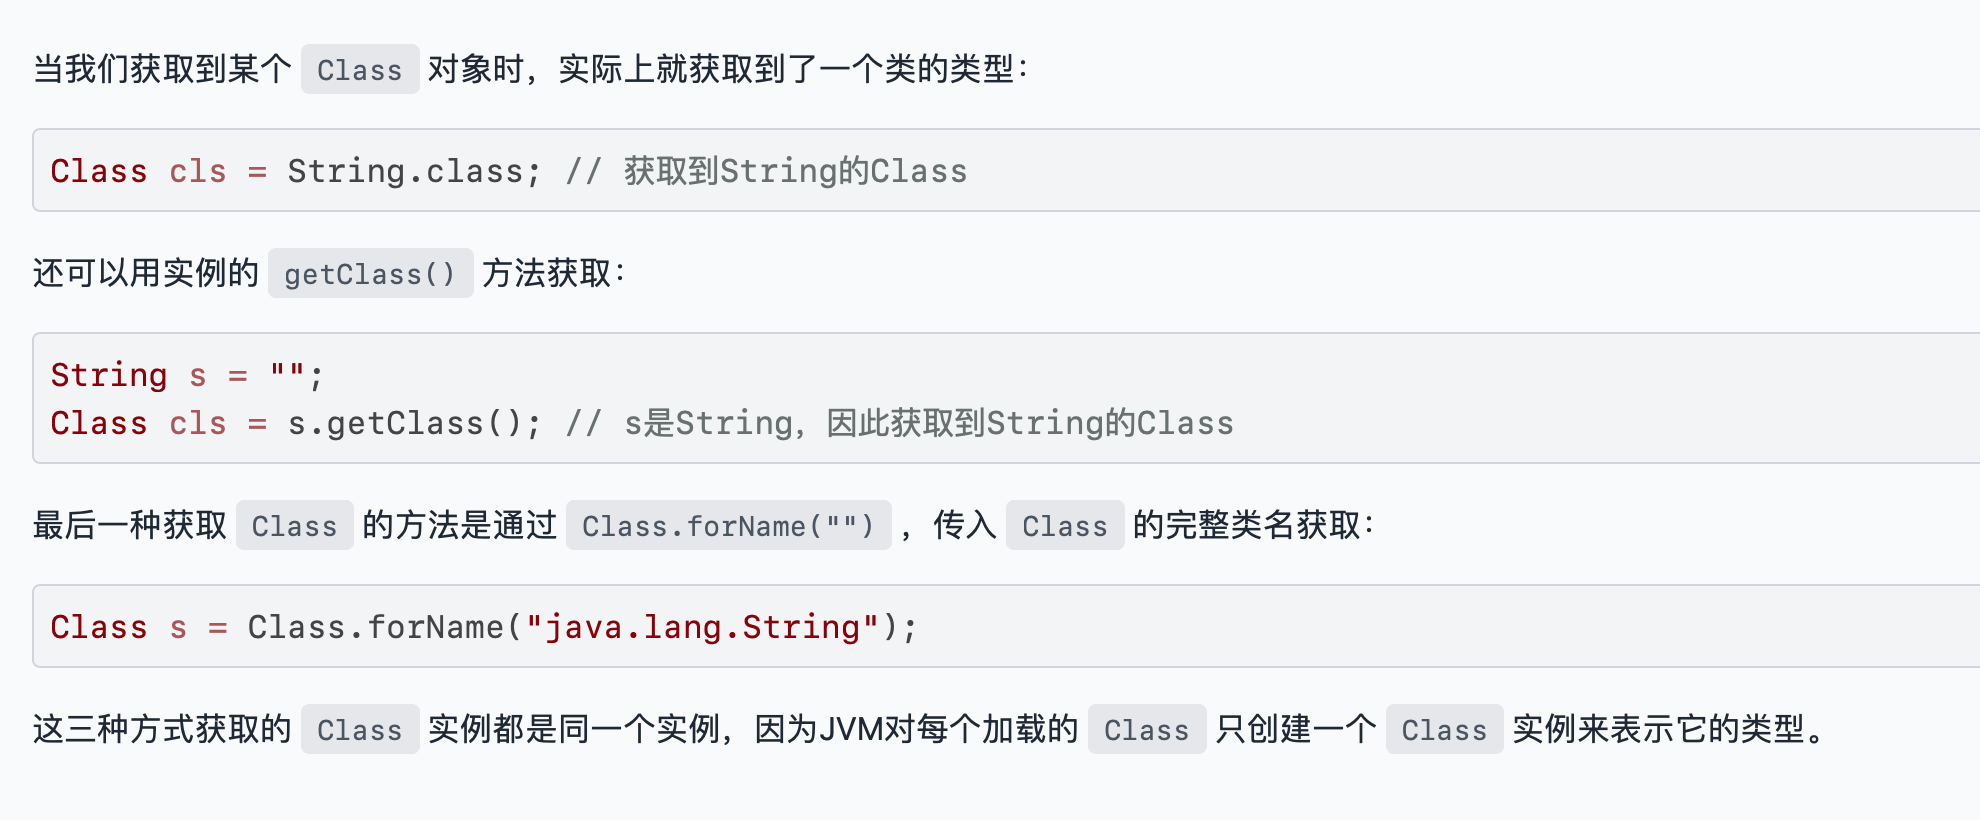 当我们获取到某个 Class 对象时，实际上就获取到了一个类的类型：
Class cls = String.class; // 获取到String的Class
还可以用实例的 getClass() 方法获取：
String s = "";
Class cls = s.getClass(); // s是String，因此获取到String的Class
最后一种获取 Class 的方法是通过 Class.forName("") ，传入 Class 的完整类名获取：
Class s = Class.forName("java.lang.String");
这三种方式获取的 Class 实例都是同一个实例，因为JVM对每个加载的 Class 只创建一个 Class 实例来表示它的类型。